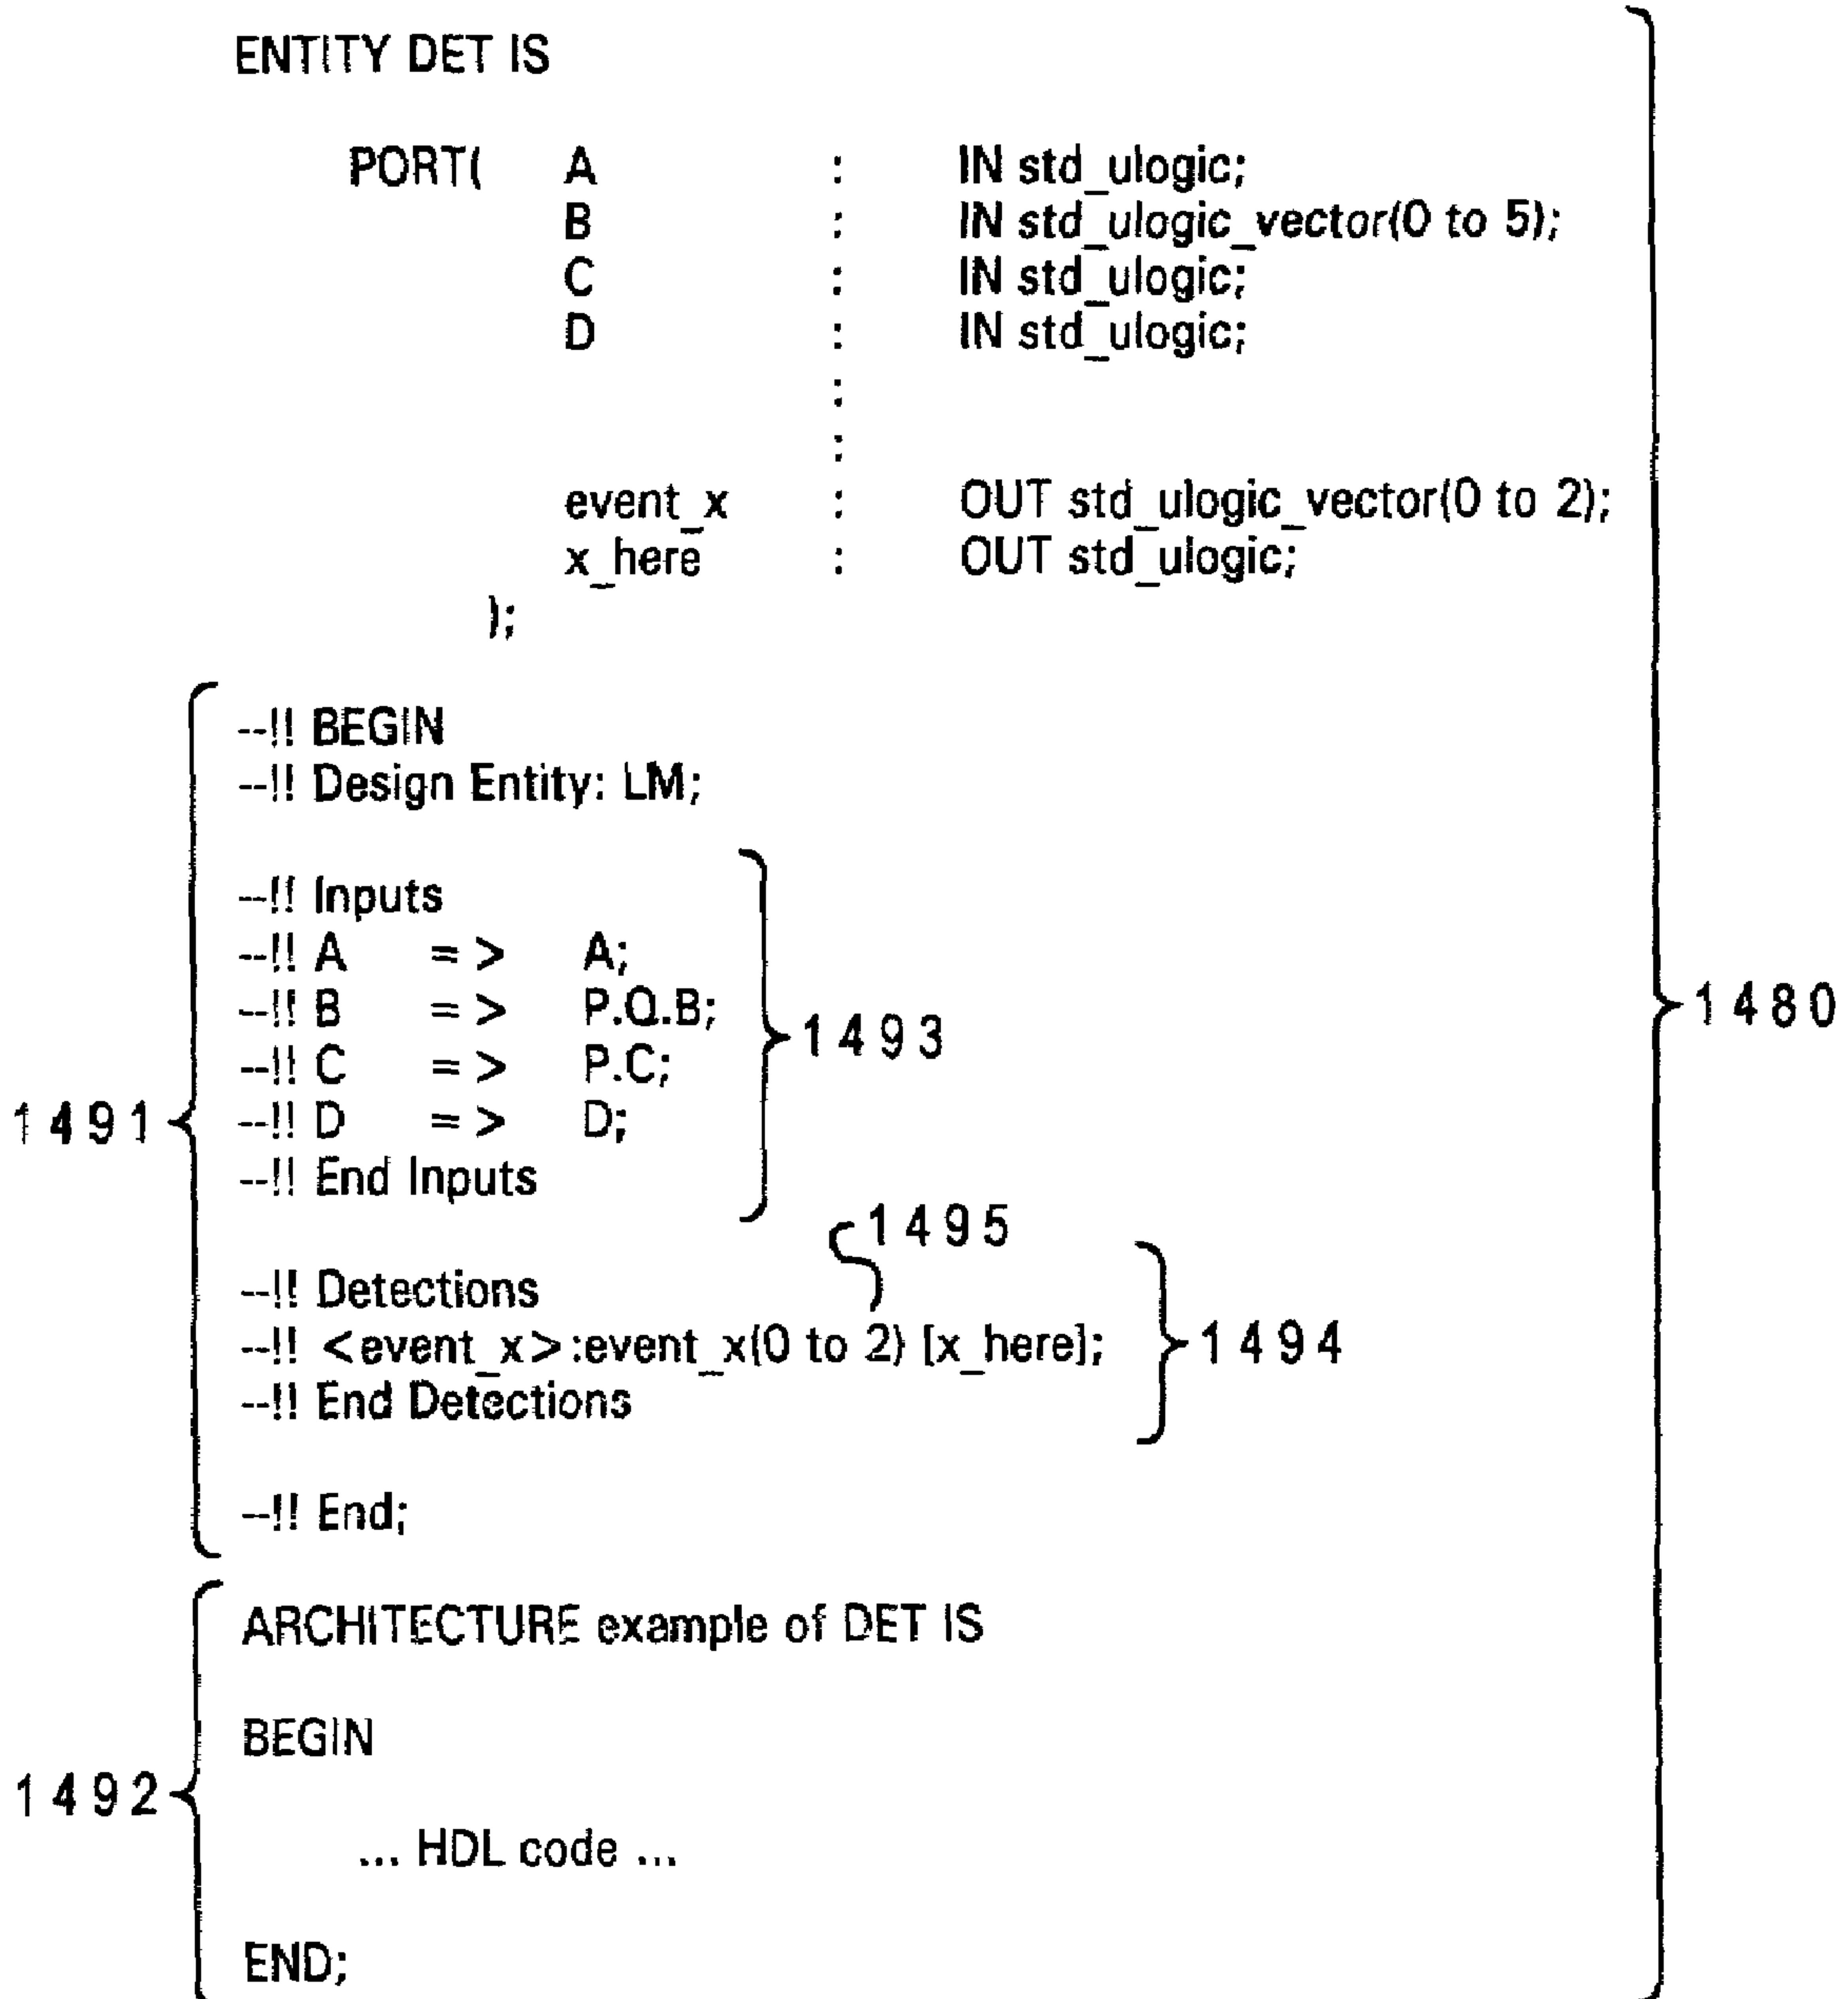 ENTITY DET IS
PORT( A : IN std_ulogic;
B : IN std_ulogic_vector(0 to 5);
C : IN std_ulogic;
D : IN std_ulogic;
:
:
event_x : OUT std_ulogic_vector(0 to 2);
x_here : OUT std_ulogic;
);
--!! BEGIN
--!! Design Entity: LM;
--!! Inputs
--!! A => A;
--!! B => P.Q.B;
--!! C => P.C;
--!! D => D;
--!! End Inputs
1493
1491
1480
1495
--!! Detections
--!! <event_x>:event_x(0 to 2) [x_here];
--!! End Detections
1494
--!! End;
ARCHITECTURE example of DET IS
BEGIN
1492
... HDL code ...
END;